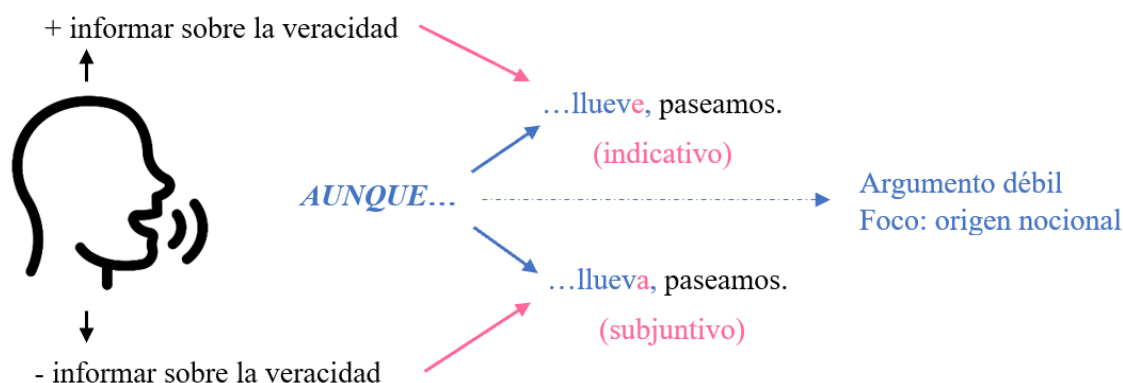 + informar sobre la veracidad
…llueve, paseamos.
(indicativo)
AUNQUE…
Argumento débil
Foco: origen nocional
…llueva, paseamos.
(subjuntivo)
- informar sobre la veracidad